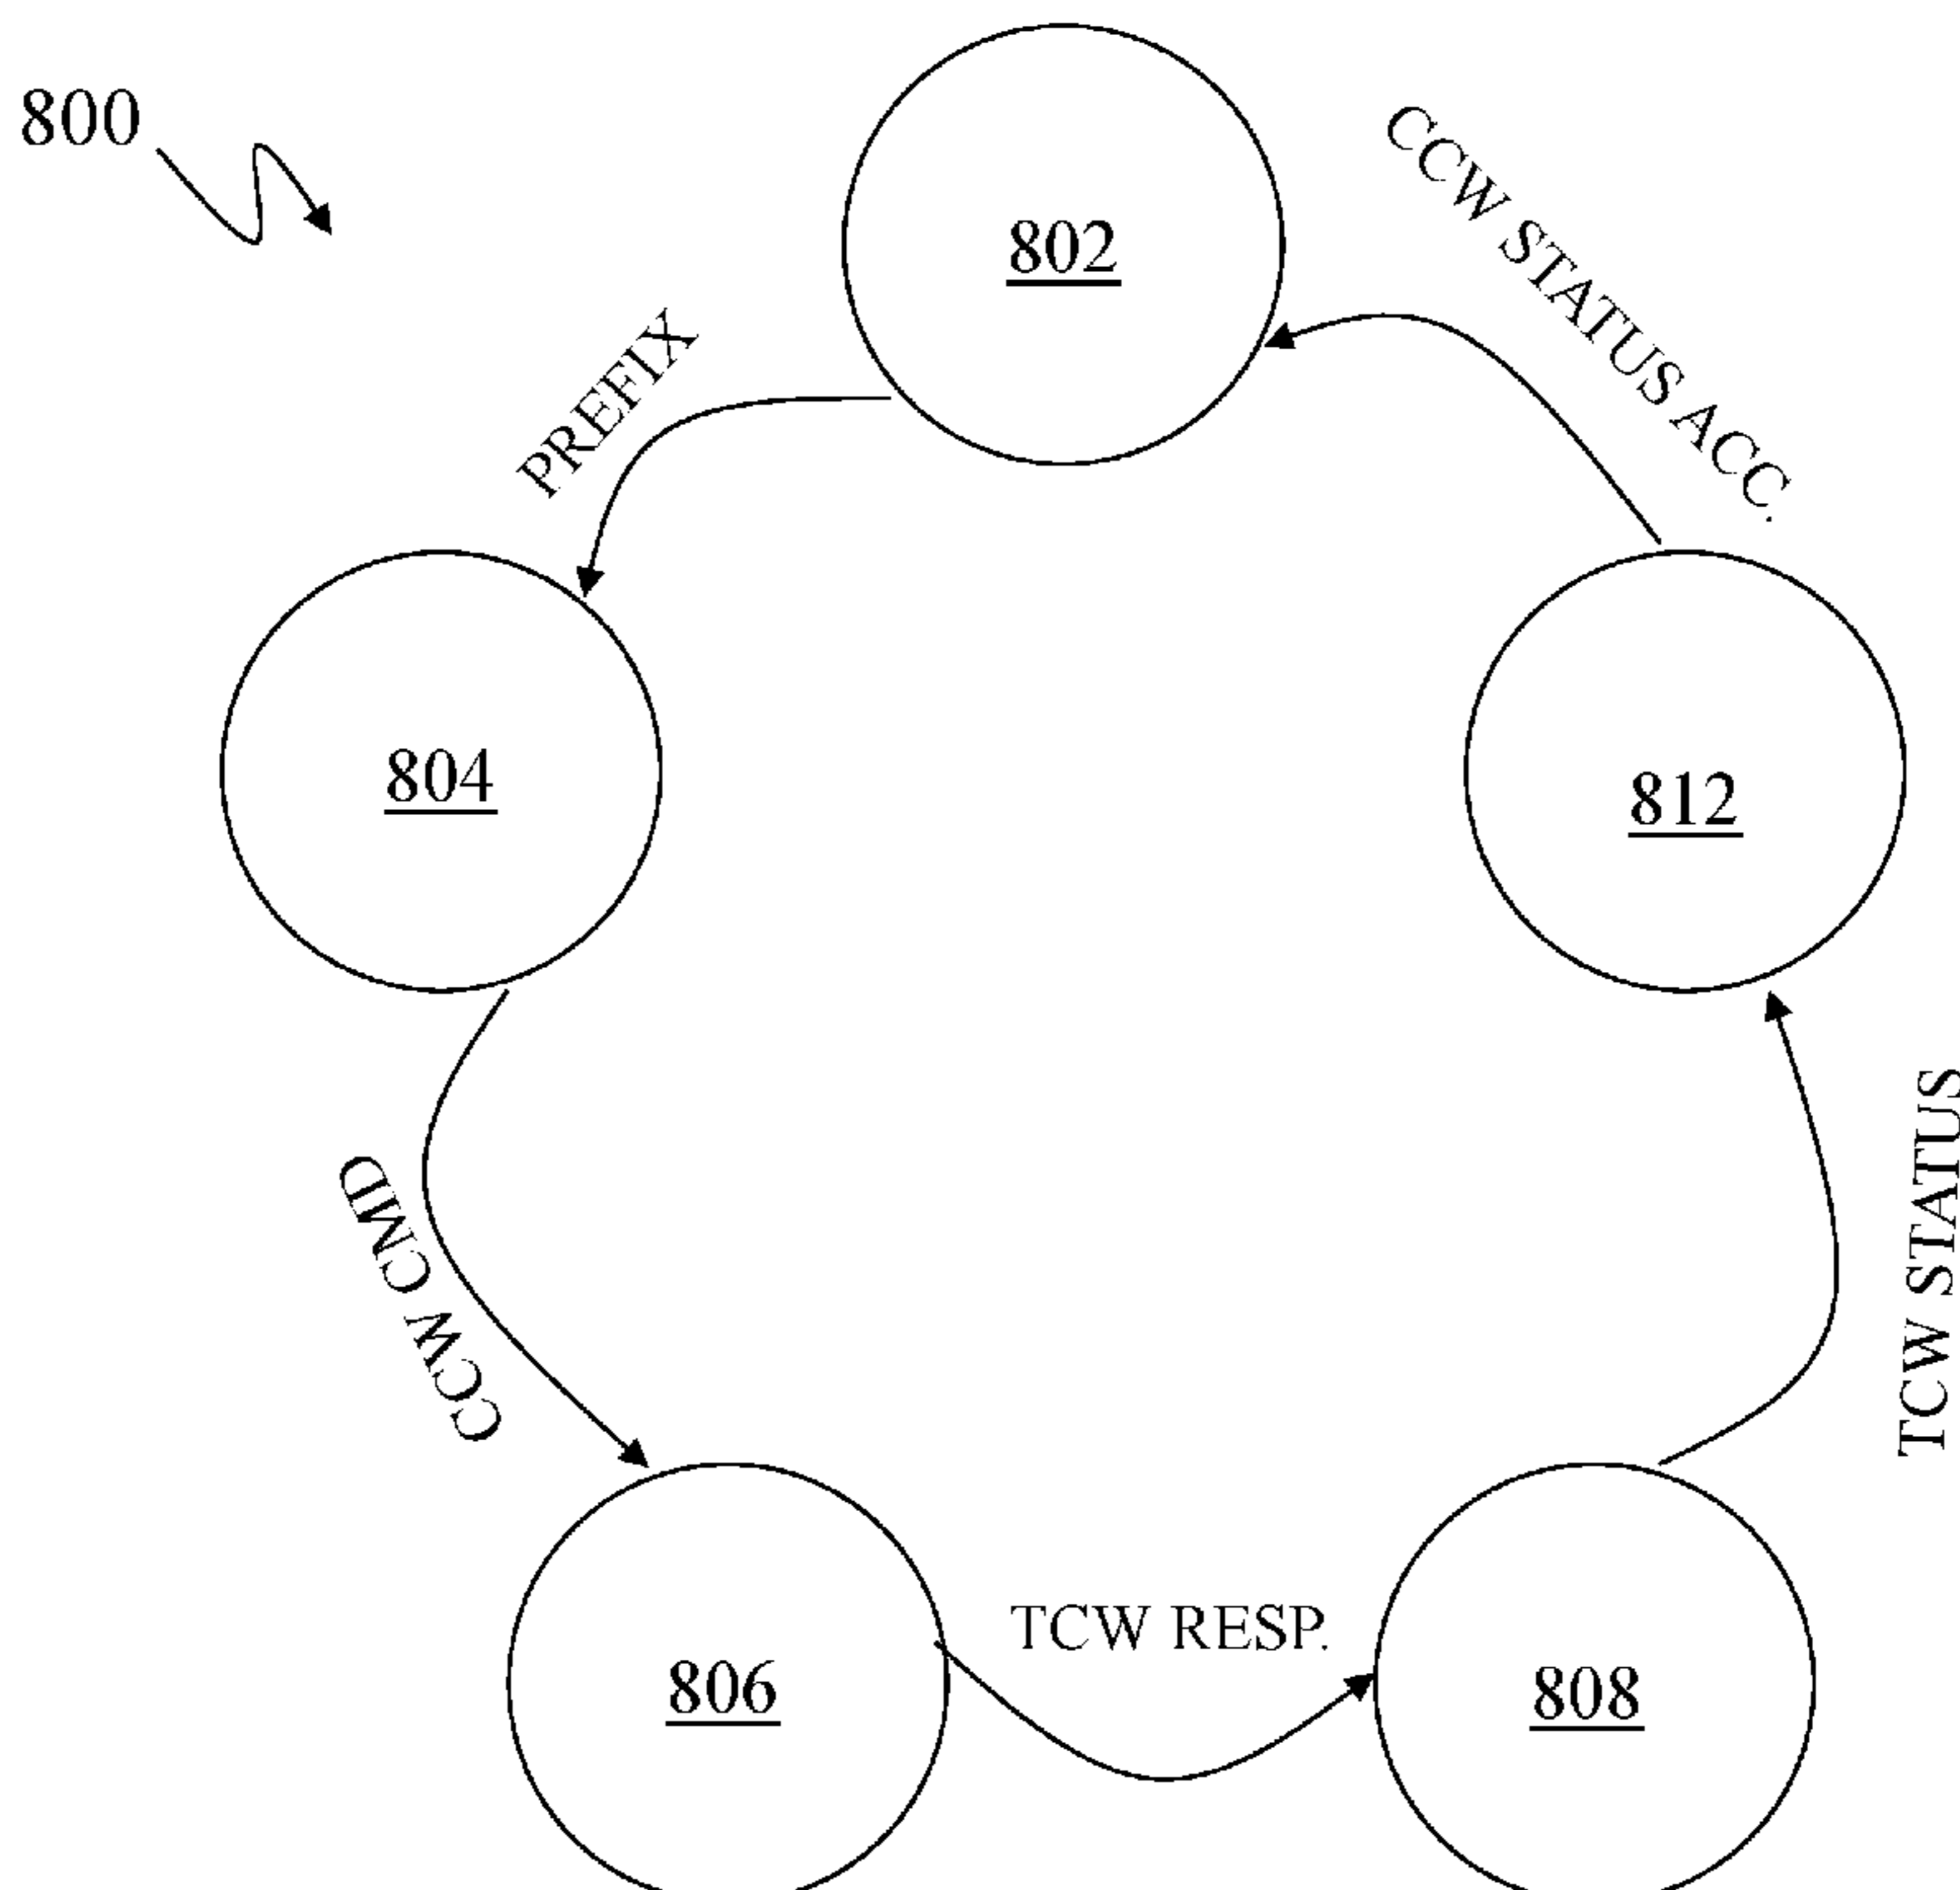 800
802
CCW STATUS ACC.
PREFIX
804
812
CCW CMD
TCW STATUS
TCW RESP.
806
808